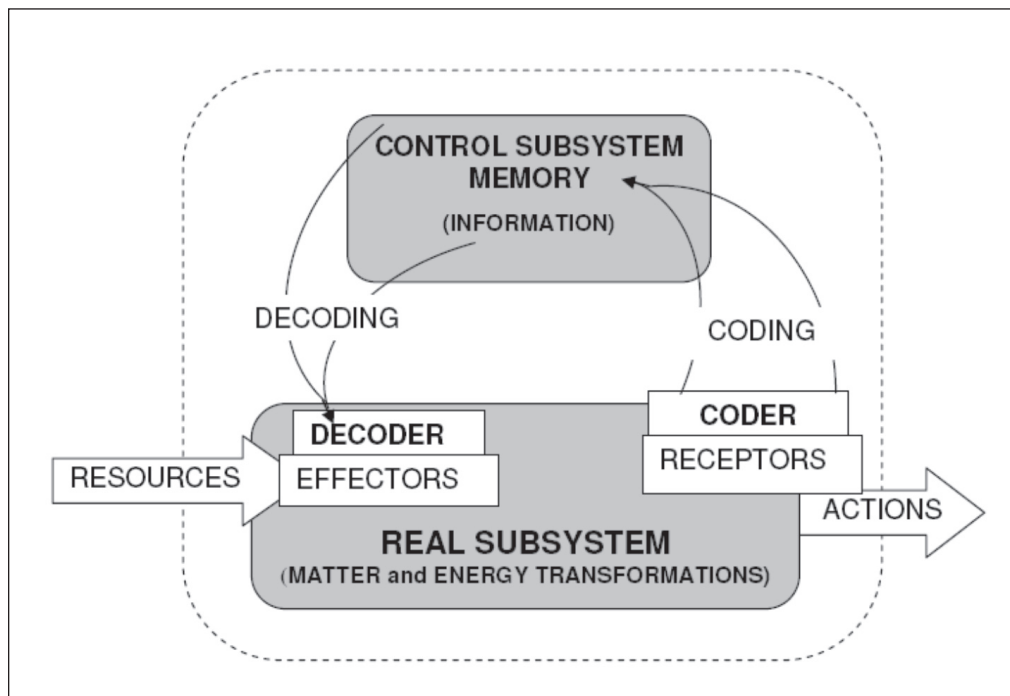 CONTROL SUBSYSTEM
MEMORY
(INFORMATION)
DECODING
CODING
DECODER
CODER
RESOURCES
EFFECTORS
RECEPTORS
ACTIONS
REAL SUBSYSTEM
(MATTER and ENERGY TRANSFORMATIONS)